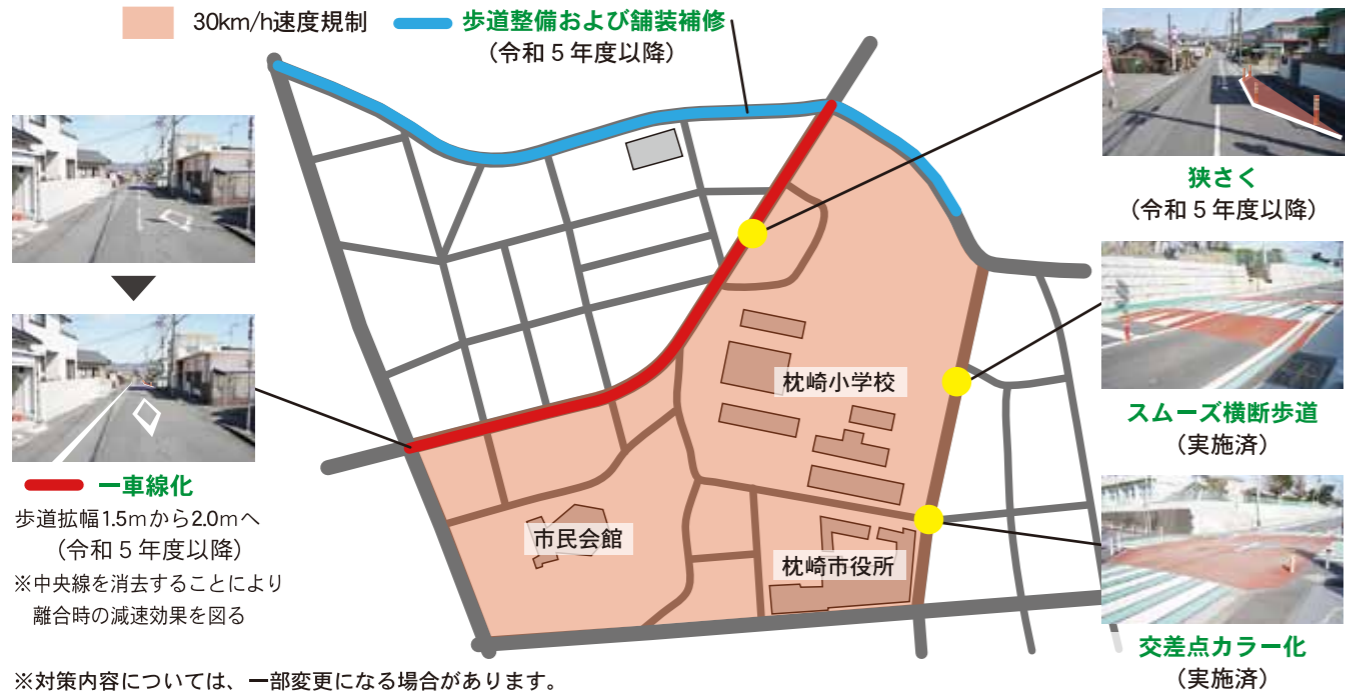 30km/h速度規制
歩道整備および舗装補修
(令和５年度以降)
狭さく
(令和５年度以降)
スムーズ横断歩道
(実施済)
交差点カラー化
(実施済)
枕崎小学校
市民会館
枕崎市役所
一車線化
歩道拡幅1.5mから2.0mへ
(令和５年度以降)
※中央線を消去することにより
離合時の減速効果を図る
※対策内容については、一部変更になる場合があります。